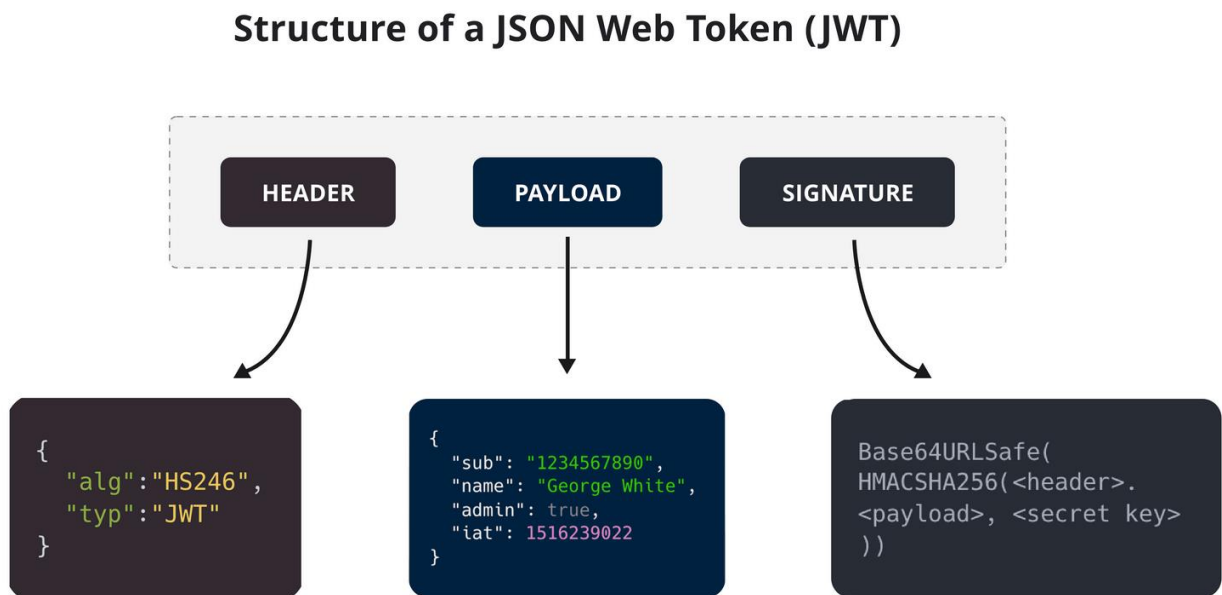 Structure of a JSON Web Token (JWT)
HEADER
PAYLOAD
SIGNATURE
{
"alg":"HS246",
"typ":"JWT"
}
{
"sub": "1234567890",
"name": "George White",
"admin": true,
"iat": 1516239022
}
Base64URLSafe(
HMACSHA256(<header>.
<payload>, <secret key>
))